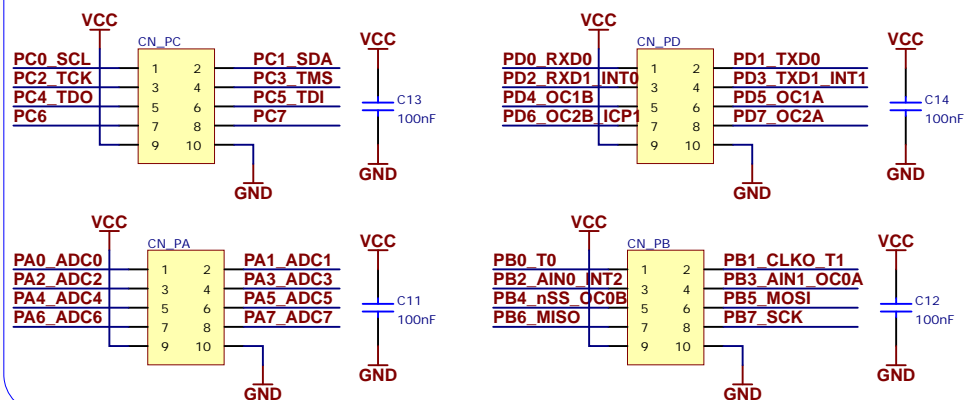 VCC
CN_PC
PC0_SCL 1 2 PC1_SDA
PC2_TCK 3 4 PC3_TMS
PC4_TDO 5 6 PC5_TDI
PC6 7 8 PC7
9 10
GND
VCC
C13
100nF
GND
VCC
CN_PD
PD0_RXD0 1 2 PD1_TXD0
PD2_RXD1_INT0 3 4 PD3_TXD1_INT1
PD4_OC1B 5 6 PD5_OC1A
PD6_OC2B_ICP1 7 8 PD7_OC2A
9 10
GND
VCC
C14
100nF
GND
VCC
CN_PA
PA0_ADC0 1 2 PA1_ADC1
PA2_ADC2 3 4 PA3_ADC3
PA4_ADC4 5 6 PA5_ADC5
PA6_ADC6 7 8 PA7_ADC7
9 10
GND
VCC
C11
100nF
GND
VCC
CN_PB
PB0_T0 1 2 PB1_CLKO_T1
PB2_AIN0_INT2 3 4 PB3_AIN1_OC0A
PB4_nSS_OC0B 5 6 PB5_MOSI
PB6_MISO 7 8 PB7_SCK
9 10
GND
VCC
C12
100nF
GND